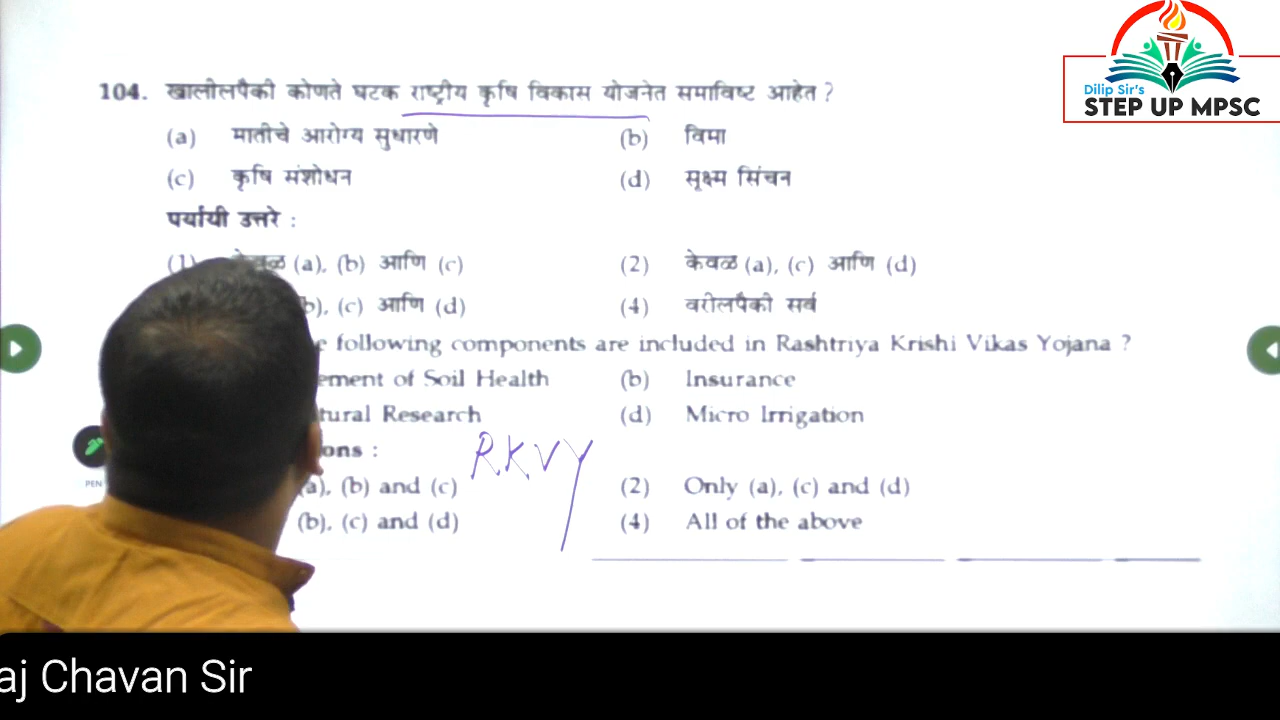 Dilip Sir's
STEP UP MPSC
104. खालीलपैकी कोणते घटक राष्ट्रीय कृषि विकास योजनेत समाविष्ट आहेत ?
(a) मातीचे आरोग्य सुधारणे (b) विमा
(c) कृषि संशोधन (d) सूक्ष्म सिंचन
पर्यायी उत्तरे :
(1) केवळ (a), (b) आणि (c) (2) केवळ (a), (c) आणि (d)
(c) आणि (d) (4) वरीलपैकी सर्व
following components are included in Rashtriya Krishi Vikas Yojana ?
ement of Soil Health (b) Insurance
tural Research (d) Micro Irrigation
ons :
RKVY
(a), (b) and (c) (2) Only (a), (c) and (d)
(b), (c) and (d) (4) All of the above
PEN
aj Chavan Sir